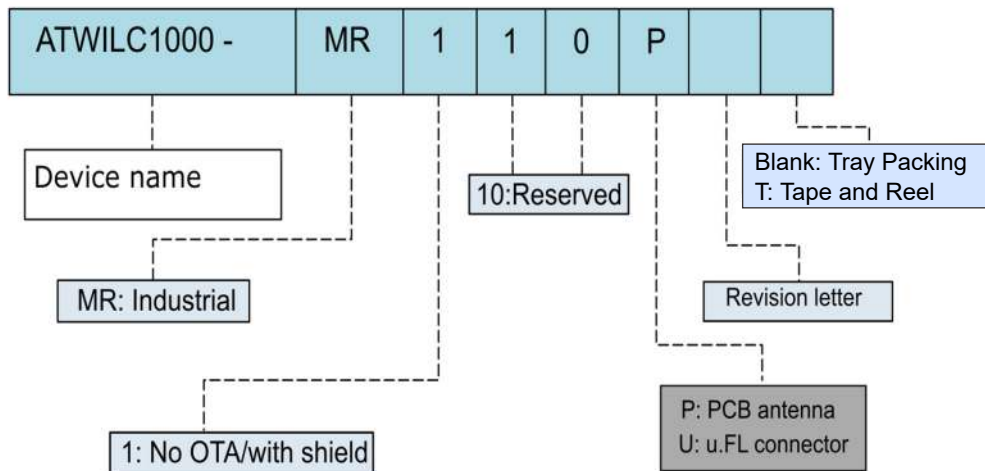 ATWILC1000 - MR 1 1 0 P
Device name
10:Reserved
Blank: Tray Packing
T: Tape and Reel
MR: Industrial
Revision letter
1: No OTA/with shield
P: PCB antenna
U: u.FL connector